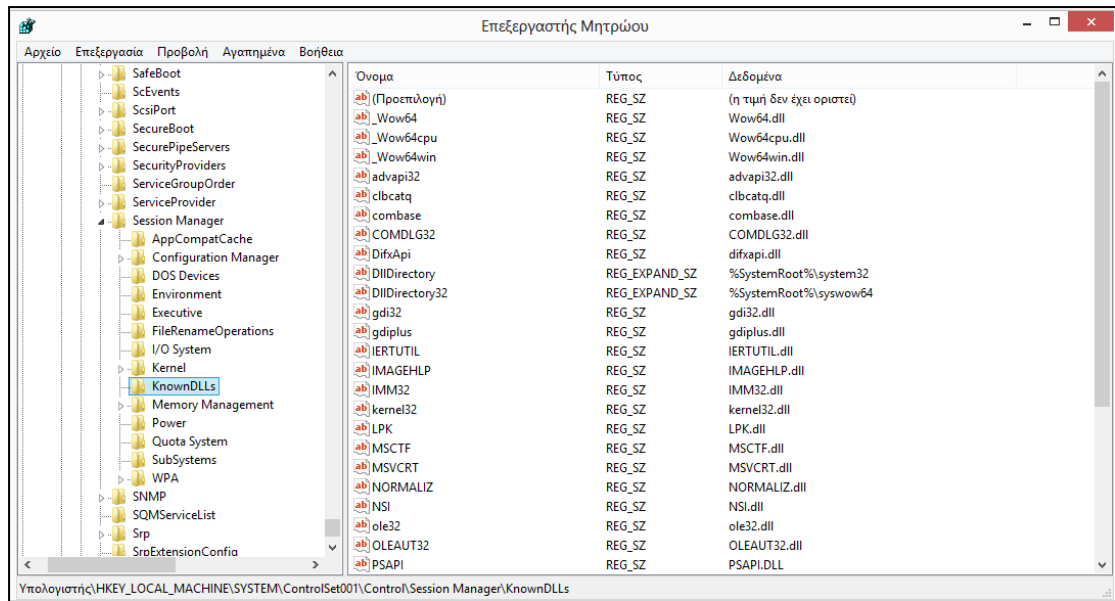 Επεξεργαστής Μητρώου
Αρχείο Επεξεργασία Προβολή Αγαπημένα Βοήθεια
SafeBoot
ScEvents
ScsiPort
SecureBoot
SecurePipeServers
SecurityProviders
ServiceGroupOrder
ServiceProvider
Session Manager
AppCompatCache
Configuration Manager
DOS Devices
Environment
Executive
FileRenameOperations
I/O System
Kernel
KnownDLLs
Memory Management
Power
Quota System
SubSystems
WPA
SNMP
SQMServiceList
Srp
SrpExtensionConfig
Όνομα Τύπος Δεδομένα
(Προεπιλογή) REG_SZ (η τιμή δεν έχει οριστεί)
_Wow64 REG_SZ Wow64.dll
_Wow64cpu REG_SZ Wow64cpu.dll
_Wow64win REG_SZ Wow64win.dll
advapi32 REG_SZ advapi32.dll
clbcatq REG_SZ clbcatq.dll
combase REG_SZ combase.dll
COMDLG32 REG_SZ COMDLG32.dll
DifxApi REG_SZ difxapi.dll
DllDirectory REG_EXPAND_SZ %SystemRoot%\system32
DllDirectory32 REG_EXPAND_SZ %SystemRoot%\syswow64
gdi32 REG_SZ gdi32.dll
gdiplus REG_SZ gdiplus.dll
IERTUTIL REG_SZ IERTUTIL.dll
IMAGEHLP REG_SZ IMAGEHLP.dll
IMM32 REG_SZ IMM32.dll
kernel32 REG_SZ kernel32.dll
LPK REG_SZ LPK.dll
MSCTF REG_SZ MSCTF.dll
MSVCRT REG_SZ MSVCRT.dll
NORMALIZ REG_SZ NORMALIZ.dll
NSI REG_SZ NSI.dll
ole32 REG_SZ ole32.dll
OLEAUT32 REG_SZ OLEAUT32.dll
PSAPI REG_SZ PSAPI.DLL
Υπολογιστής\HKEY_LOCAL_MACHINE\SYSTEM\ControlSet001\Control\Session Manager\KnownDLLs